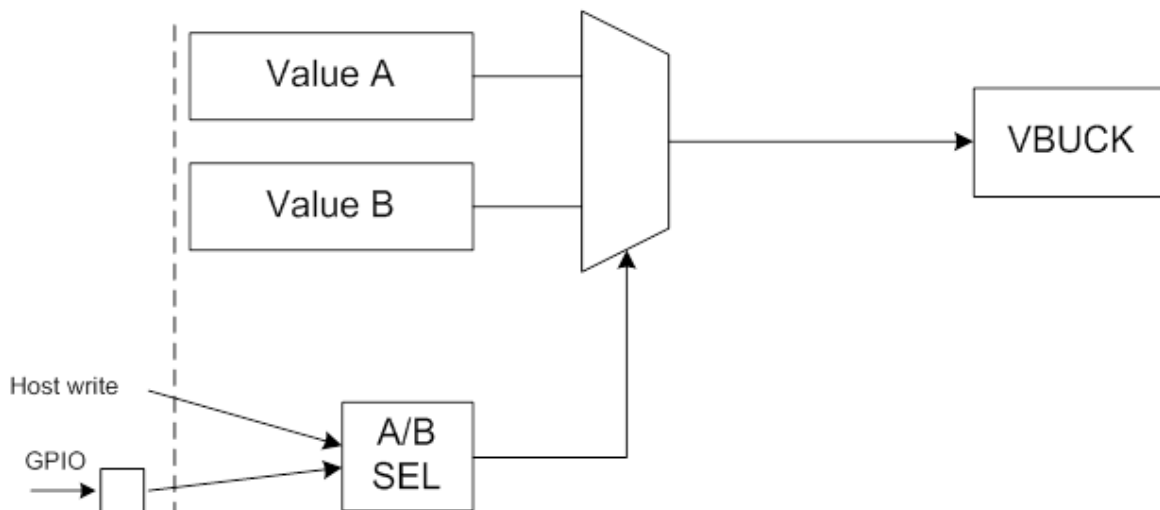 Value A
VBUCK
Value B
Host write
A/B
SEL
GPIO